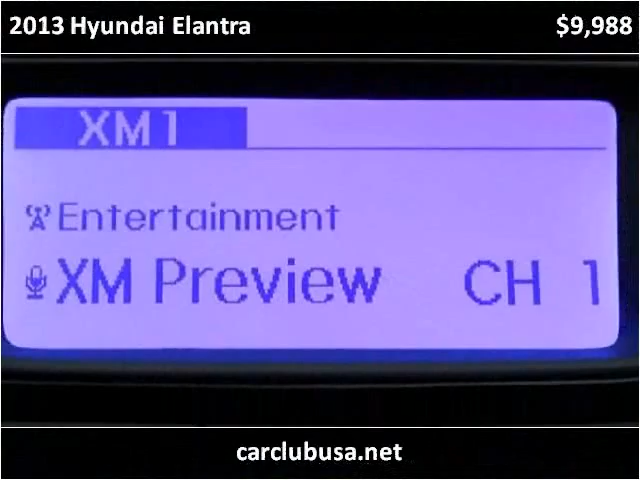 2013 Hyundai Elantra $9,988
XM1
Entertainment
XM Preview CH 1
carclubusa.net